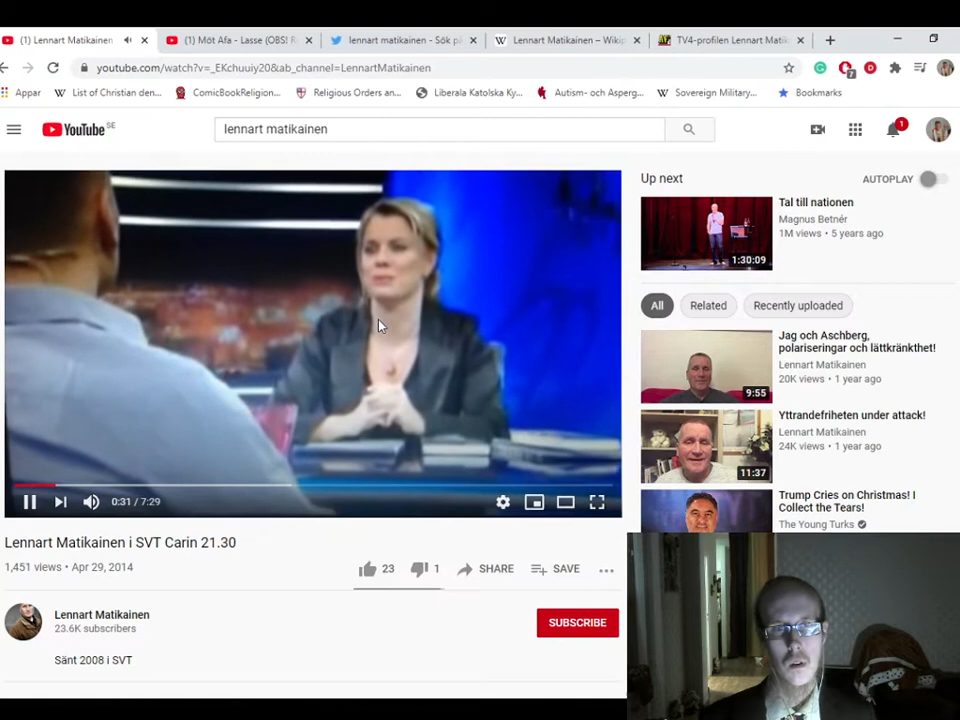 (1) Lennart Matikainen
(1) Möt Afa - Lasse (OBS! R
lennart matikainen - Sök p
Lennart Matikainen – Wiki
TV4-profilen Lennart Matik
youtube.com/watch?v=_EKchuuiy20&ab_channel=LennartMatikainen
7
Appar
List of Christian den...
ComicBookReligion...
Religious Orders an...
Liberala Katolska Ky...
Autism- och Asperg...
Sovereign Military...
Bookmarks
YouTube SE
lennart matikainen
1
Up next
AUTOPLAY
Tal till nationen
Magnus Betnér
1M views • 5 years ago
1:30:09
All
Related
Recently uploaded
Jag och Aschberg,
polariseringar och lättkränkthet!
Lennart Matikainen
20K views • 1 year ago
9:55
Yttrandefriheten under attack!
Lennart Matikainen
24K views • 1 year ago
11:37
Trump Cries on Christmas! I
Collect the Tears!
The Young Turks
0:31 / 7:29
Lennart Matikainen i SVT Carin 21.30
1,451 views • Apr 29, 2014
23
1
SHARE
SAVE
Lennart Matikainen
23.6K subscribers
SUBSCRIBE
Sänt 2008 i SVT